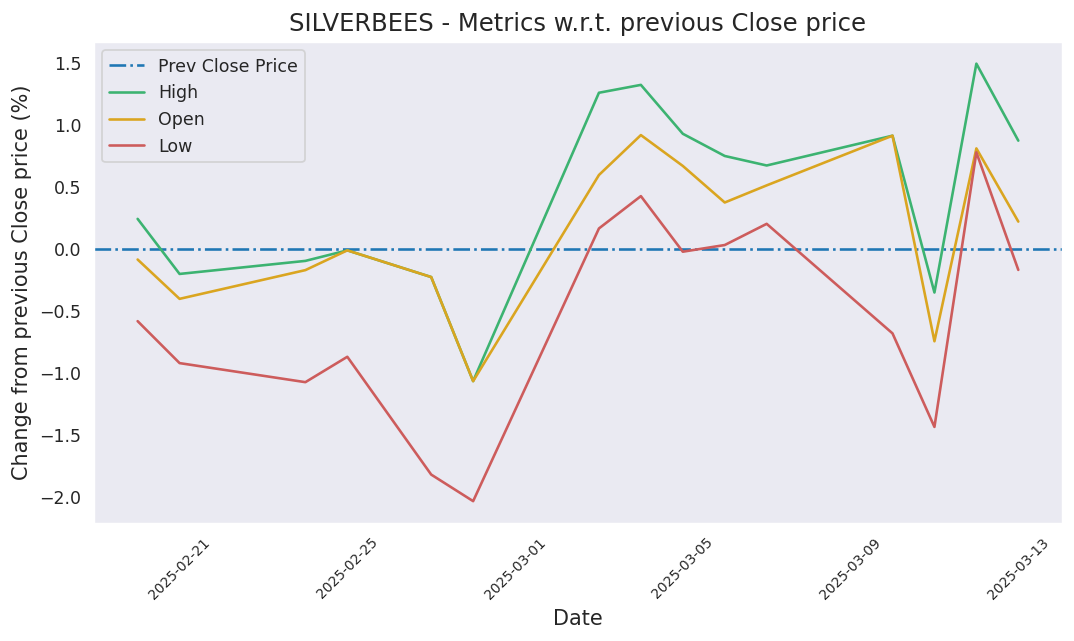 SILVERBEES - Metrics w.r.t. previous Close price
Prev Close Price
High
Open
Low
Change from previous Close price (%)
1.5
1.0
0.5
0.0
−0.5
−1.0
−1.5
−2.0
2025-02-21
2025-02-25
2025-03-01
2025-03-05
2025-03-09
2025-03-13
Date